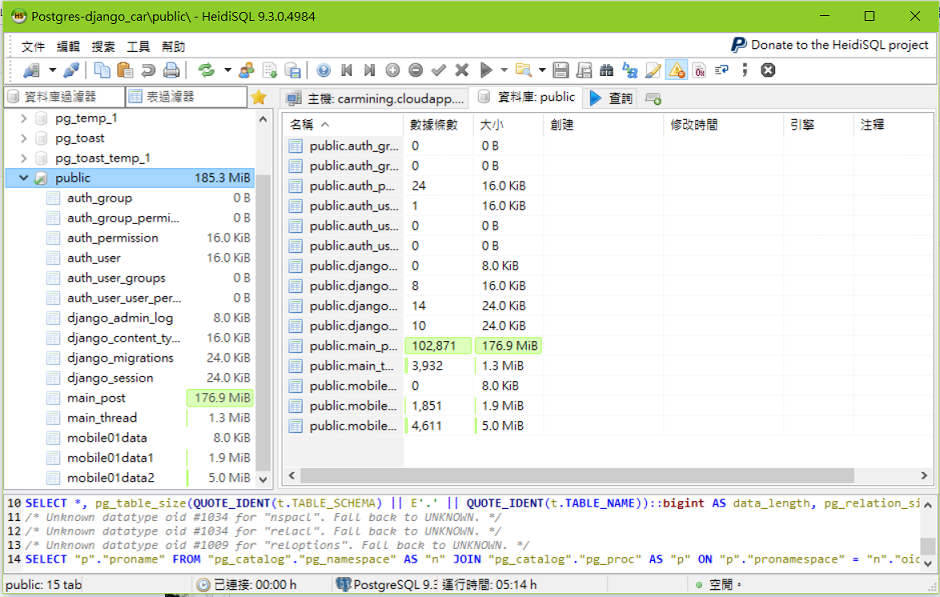 Postgres-django_car\public\ - HeidiSQL 9.3.0.4984
文件 編輯 搜索 工具 幫助
Donate to the HeidiSQL project
資料庫過濾器 表過濾器
主機: carmining.cloudapp.... 資料庫: public 查詢
pg_temp_1
pg_toast
pg_toast_temp_1
public 185.3 MiB
auth_group 0 B
auth_group_permi... 0 B
auth_permission 16.0 KiB
auth_user 16.0 KiB
auth_user_groups 0 B
auth_user_user_per... 0 B
django_admin_log 8.0 KiB
django_content_ty... 16.0 KiB
django_migrations 24.0 KiB
django_session 24.0 KiB
main_post 176.9 MiB
main_thread 1.3 MiB
mobile01data 8.0 KiB
mobile01data1 1.9 MiB
mobile01data2 5.0 MiB
名稱 數據條數 大小 創建 修改時間 引擎 注釋
public.auth_gr... 0 0 B
public.auth_gr... 0 0 B
public.auth_p... 24 16.0 KiB
public.auth_us... 1 16.0 KiB
public.auth_us... 0 0 B
public.auth_us... 0 0 B
public.django... 0 8.0 KiB
public.django... 8 16.0 KiB
public.django... 14 24.0 KiB
public.django... 10 24.0 KiB
public.main_p... 102,871 176.9 MiB
public.main_t... 3,932 1.3 MiB
public.mobile... 0 8.0 KiB
public.mobile... 1,851 1.9 MiB
public.mobile... 4,611 5.0 MiB
10 SELECT *, pg_table_size(QUOTE_IDENT(t.TABLE_SCHEMA) || E'.' || QUOTE_IDENT(t.TABLE_NAME))::bigint AS data_length, pg_relation_si
11 /* Unknown datatype oid #1034 for "nspacl". Fall back to UNKNOWN. */
12 /* Unknown datatype oid #1034 for "relacl". Fall back to UNKNOWN. */
13 /* Unknown datatype oid #1009 for "reloptions". Fall back to UNKNOWN. */
14 SELECT "p"."proname" FROM "pg_catalog"."pg_namespace" AS "n" JOIN "pg_catalog"."pg_proc" AS "p" ON "p"."pronamespace" = "n"."oid
public: 15 tab 已連接: 00:00 h PostgreSQL 9.3 運行時間: 05:14 h 空閒。